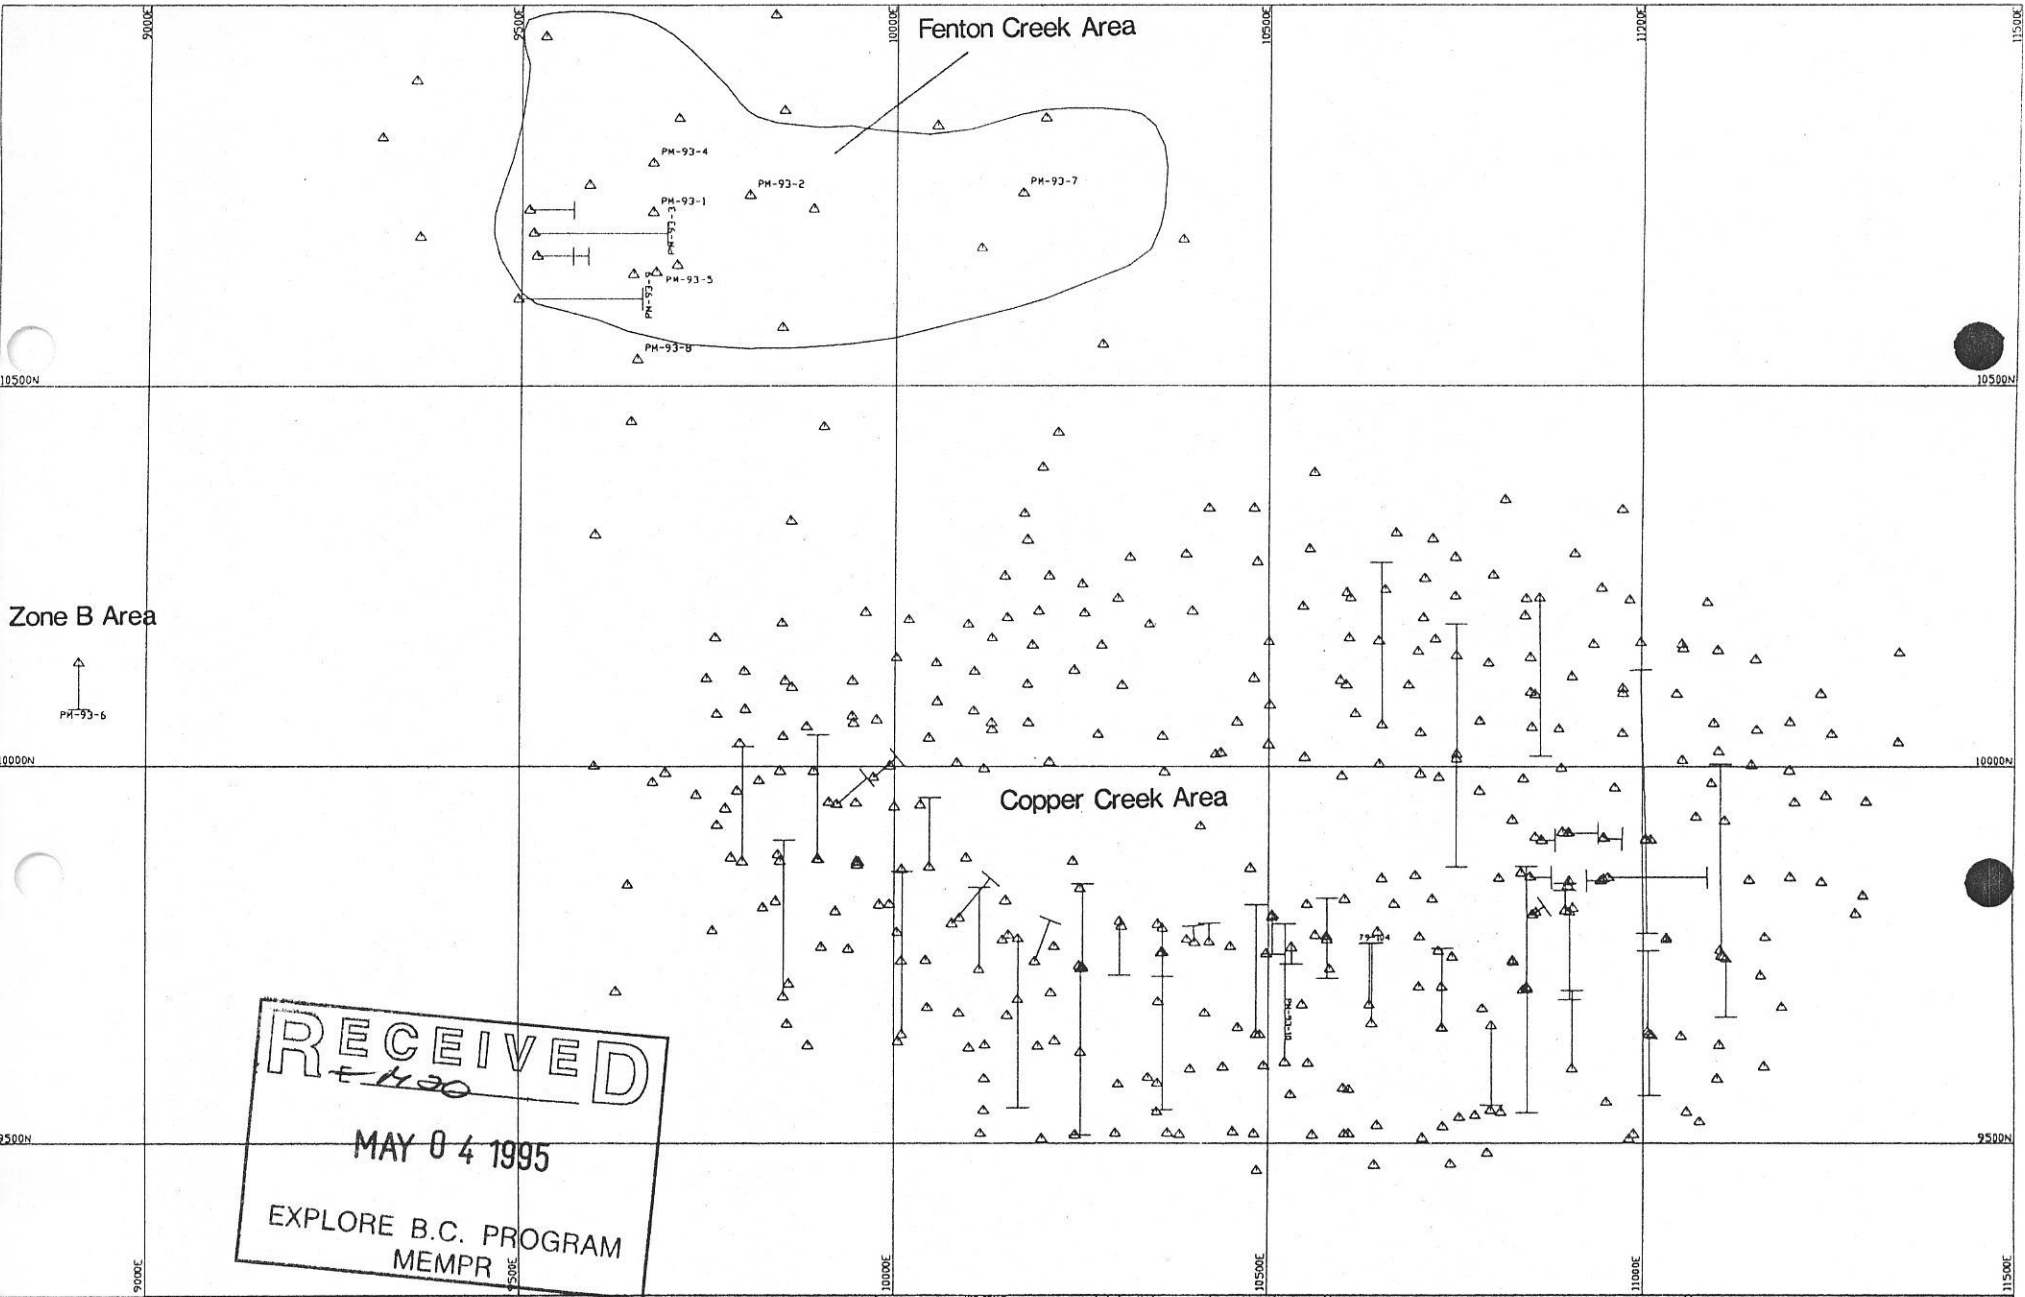 9000E
9500E
10000E
10500E
11500E
Fenton Creek Area
PM-93-4
PM-93-2
PM-93-7
PM-93-1
PM-93-3
PM-93-5
PM-93-9
PM-93-8
10500N
10500N
Zone B Area
PM-93-6
10000N
10000N
Copper Creek Area
79-104
RECEIVED
MAY 04 1995
EXPLORE B.C. PROGRAM
MEMPR
9500N
9500N
9000E
9500E
10000E
10500E
11000E
11500E